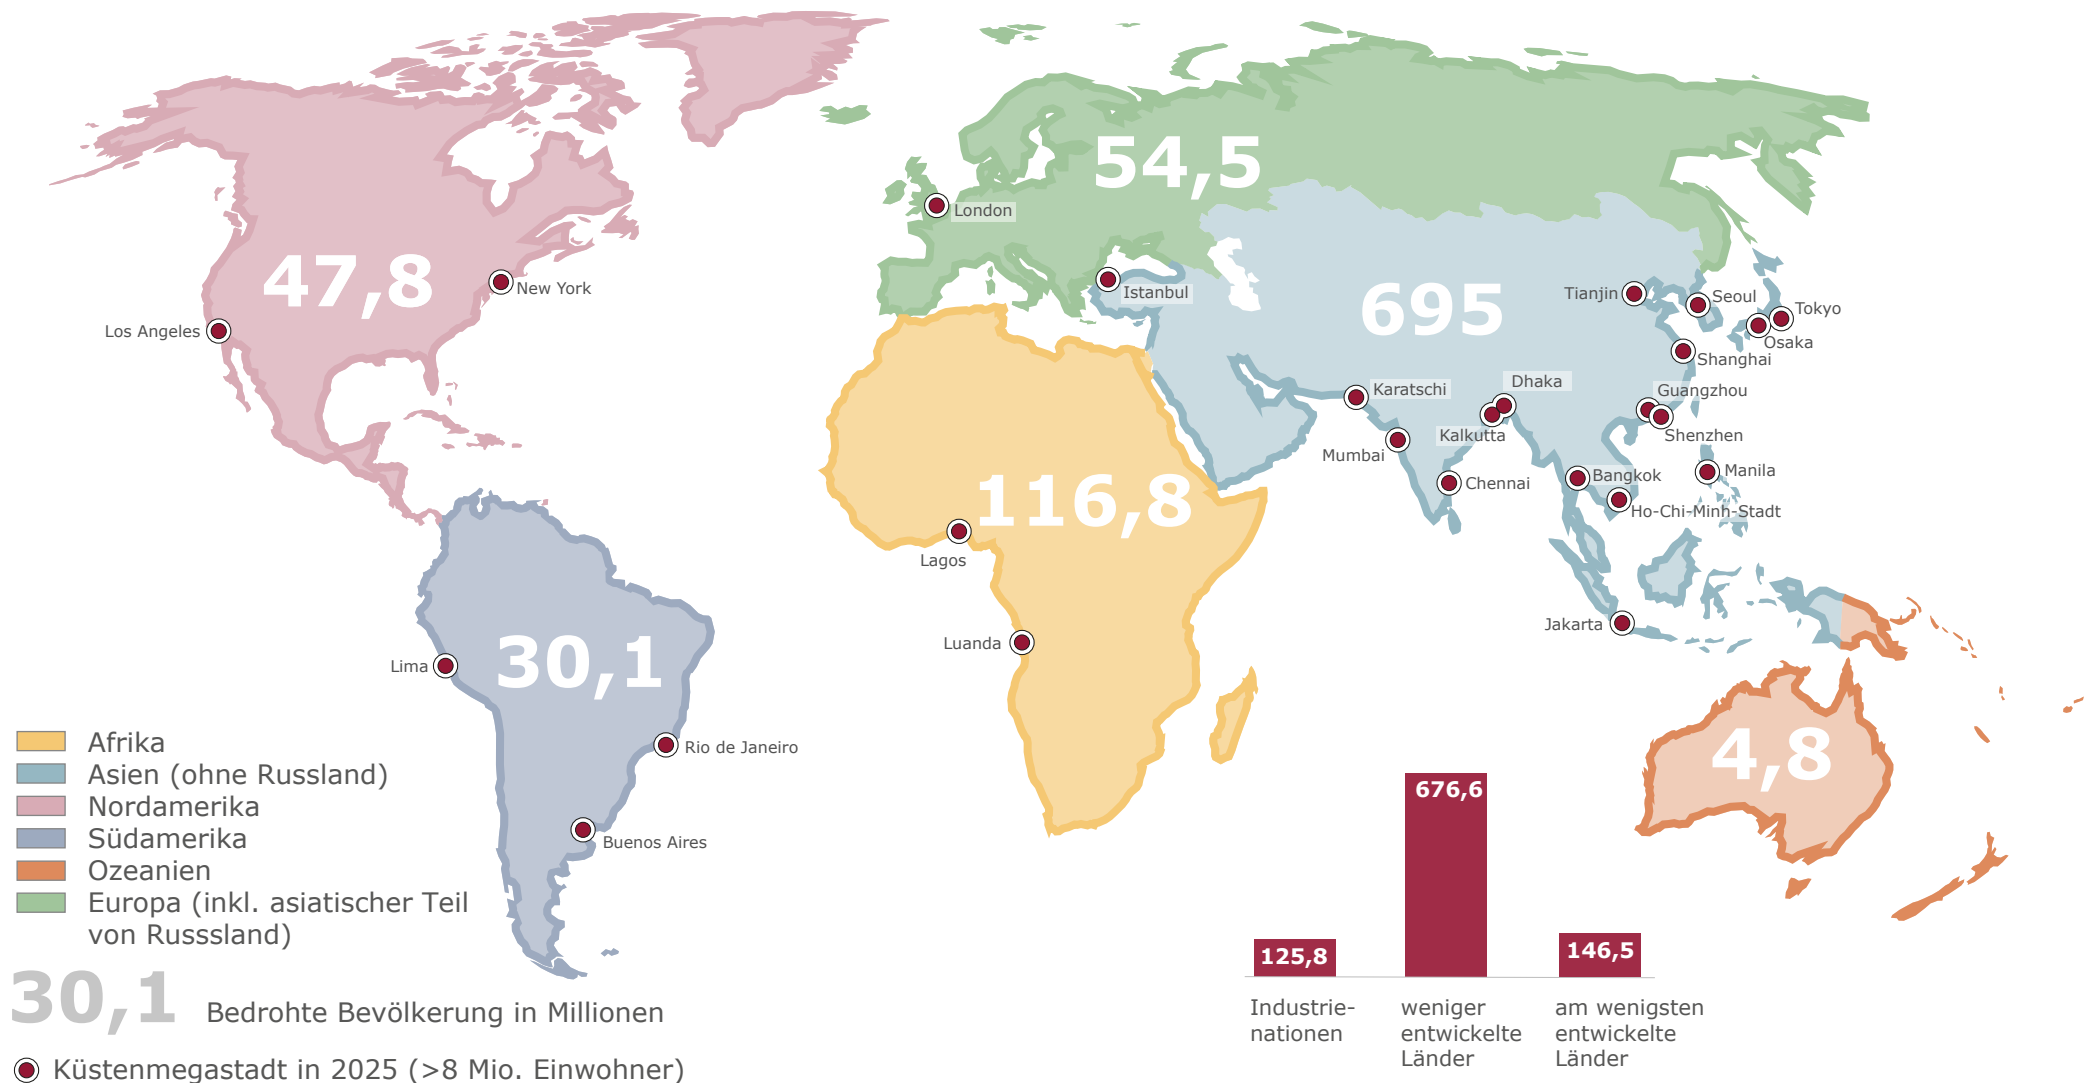 54,5
London
47,8
New York
Los Angeles
Istanbul
695
Tianjin
Seoul
Tokyo
Osaka
Shanghai
Karatschi
Dhaka
Guangzhou
Kalkutta
Shenzhen
Mumbai
Chennai
Bangkok
Manila
Ho-Chi-Minh-Stadt
116,8
Lagos
Luanda
Jakarta
30,1
Lima
Rio de Janeiro
Buenos Aires
4,8
Afrika
Asien (ohne Russland)
Nordamerika
Südamerika
Ozeanien
Europa (inkl. asiatischer Teil
von Russsland)
30,1 Bedrohte Bevölkerung in Millionen
Küstenmegastadt in 2025 (>8 Mio. Einwohner)
125,8
676,6
146,5
Industrie-
nationen
weniger
entwickelte
Länder
am wenigsten
entwickelte
Länder